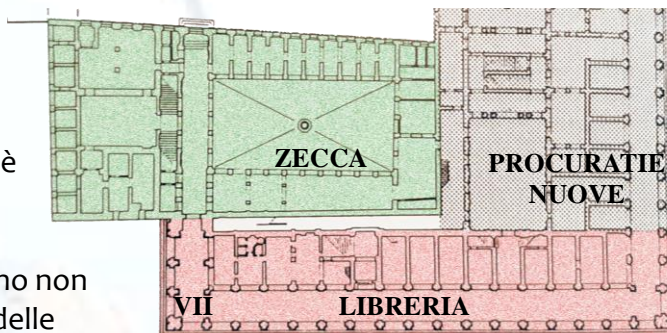 è
no non
delle
ZECCA
PROCURATIE
NUOVE
VII
LIBRERIA